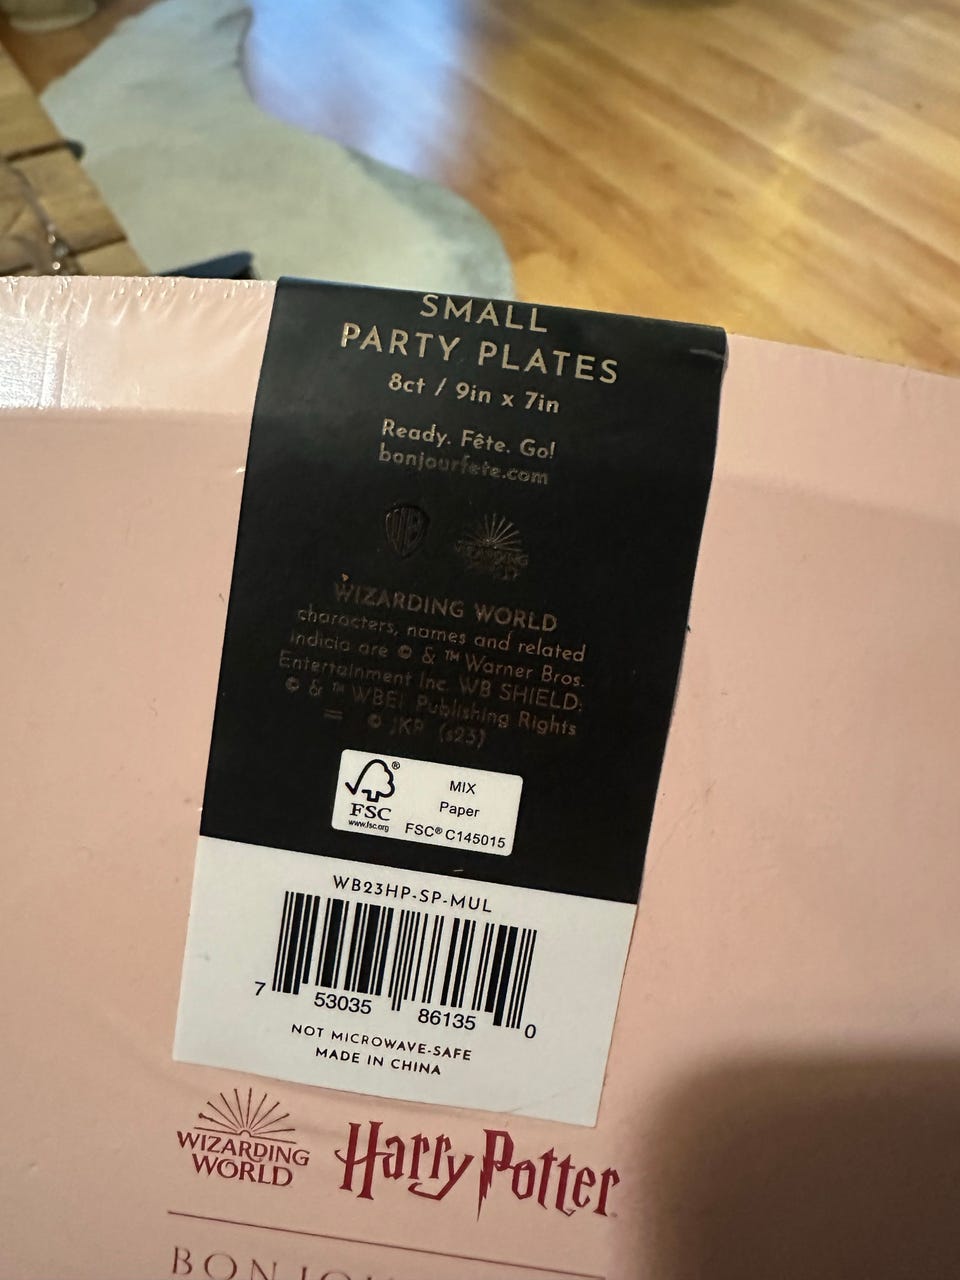 SMALL
PARTY PLATES
8ct / 9in x 7in
Ready. Fête. Go!
bonjourfete.com
WB
WIZARDING
WIZARDING WORLD
characters, names and related
indicia are © & ™ Warner Bros.
Entertainment Inc. WB SHIELD:
© & ™ WBEI. Publishing Rights
© JKR. (s23)
®
FSC
www.fsc.org
MIX
Paper
FSC® C145015
WB23HP-SP-MUL
7 53035 86135 0
NOT MICROWAVE-SAFE
MADE IN CHINA
WIZARDING
WORLD
Harry Potter